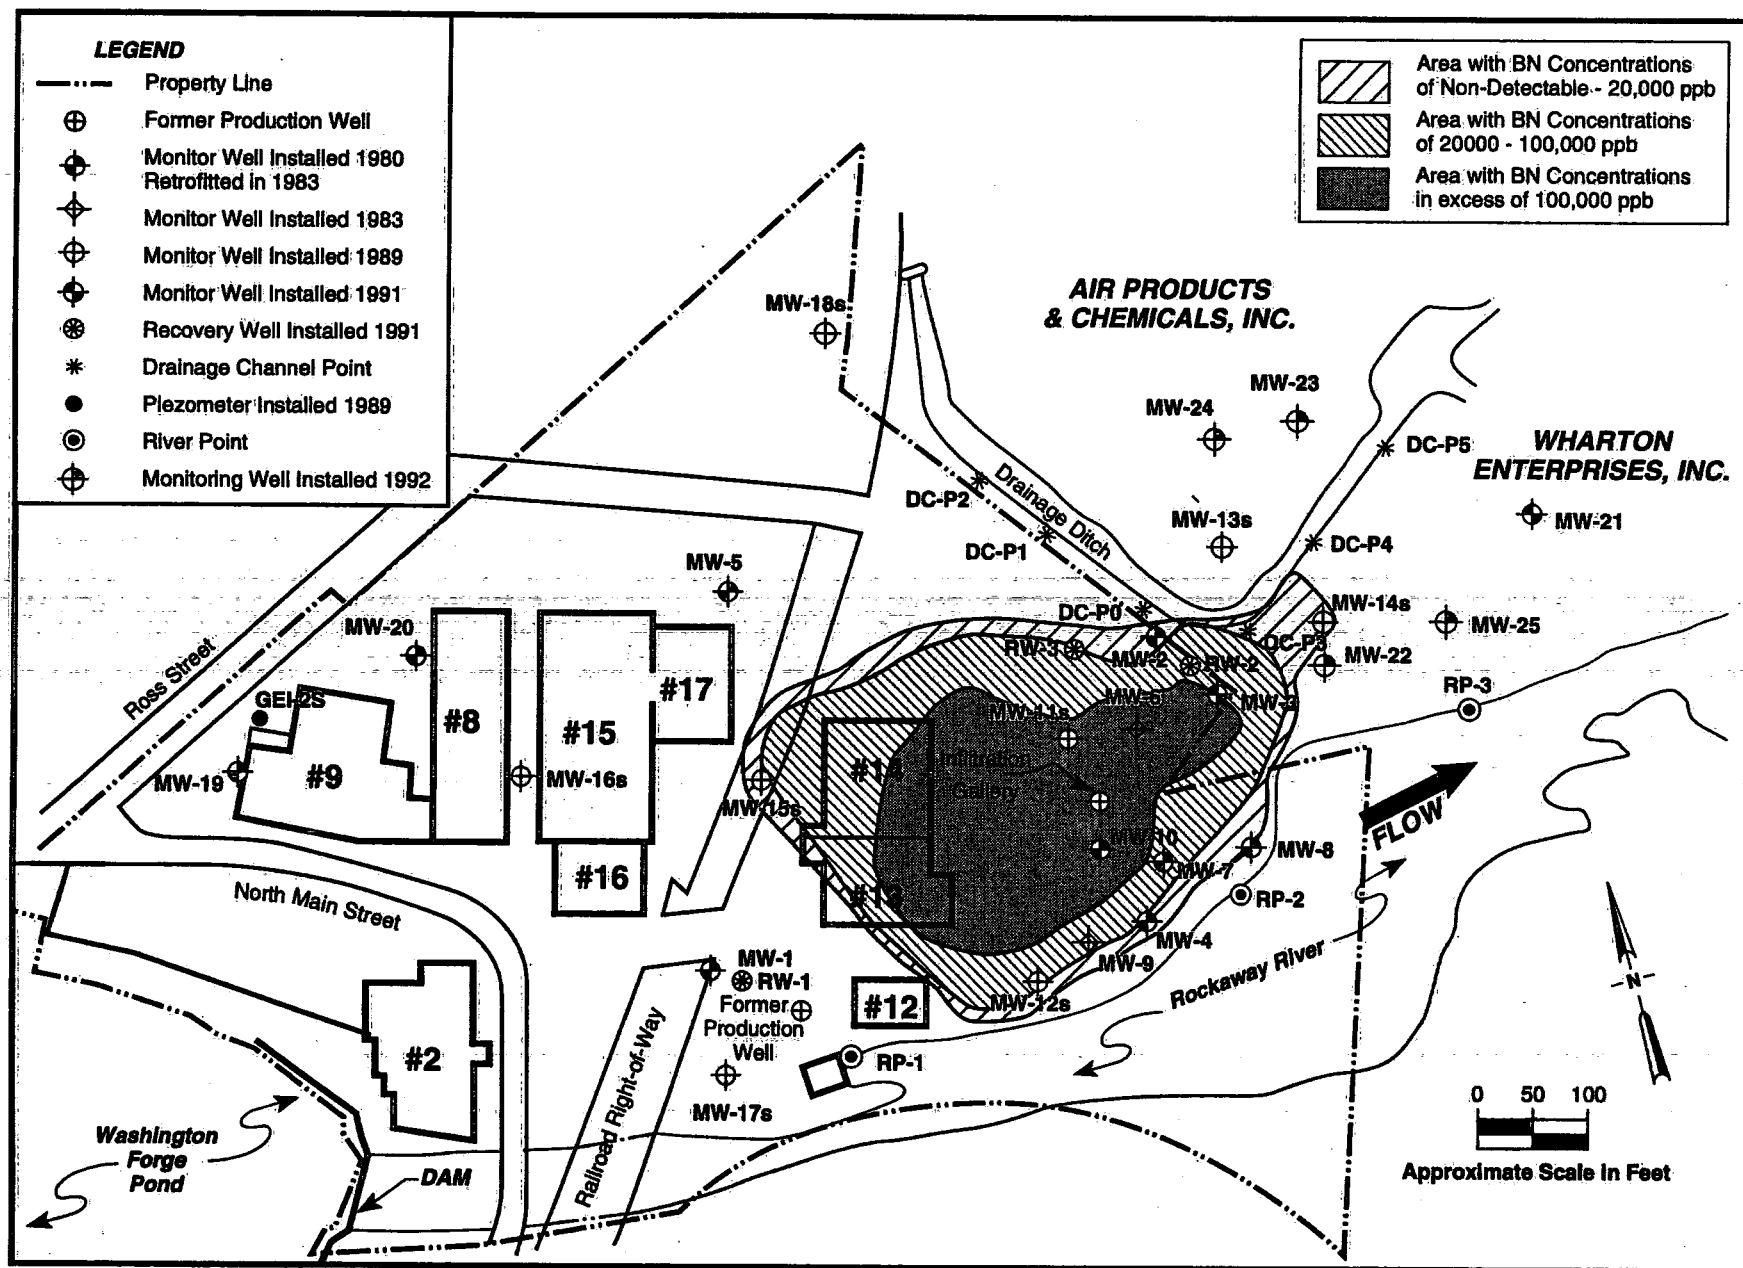 LEGEND
Property Line
Former Production Well
Monitor Well Installed 1980
Retrofitted in 1983
Monitor Well Installed 1983
Monitor Well Installed 1989
Monitor Well Installed 1991
Recovery Well Installed 1991
Drainage Channel Point
Piezometer Installed 1989
River Point
Monitoring Well Installed 1992
Area with BN Concentrations
of Non-Detectable - 20,000 ppb
Area with BN Concentrations
of 20000 - 100,000 ppb
Area with BN Concentrations
in excess of 100,000 ppb
AIR PRODUCTS
& CHEMICALS, INC.
MW-18s
MW-23
MW-24
DC-P5
WHARTON
ENTERPRISES, INC.
Drainage Ditch
DC-P2
MW-13s
MW-21
DC-P1
DC-P4
MW-5
DC-P0
MW-14s
MW-20
MW-25
RW-3
MW-2
RW-2
DC-P3
MW-22
Ross Street
GEI-2S
#17
RP-3
MW-6
MW-3
MW-11s
#8
#15
#14
Infiltration
Gallery
MW-19
#9
MW-16s
MW-15s
FLOW
MW-10
MW-8
MW-7
#16
#13
North Main Street
RP-2
MW-4
MW-9
MW-1
RW-1
Rockaway River
N
Former
Production
Well
#12
MW-12s
#2
RP-1
Railroad Right-of-Way
MW-17s
0 50 100
Approximate Scale in Feet
Washington
Forge
Pond
DAM